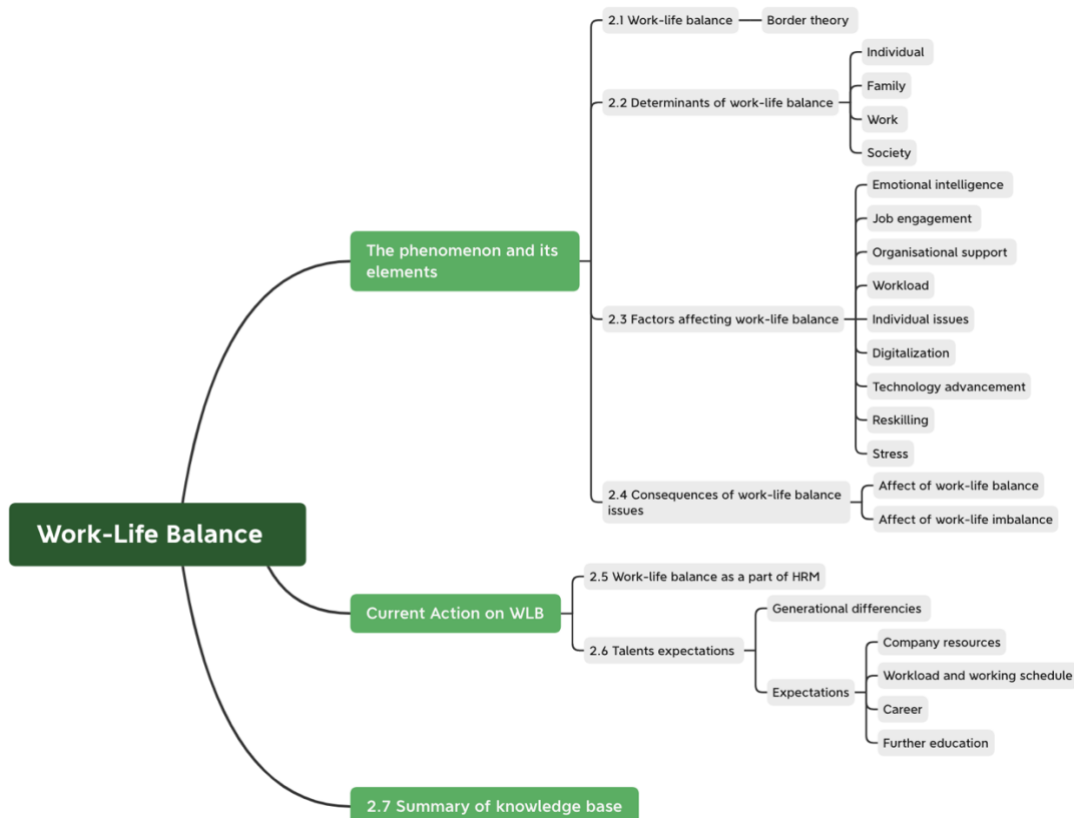 2.1 Work-life balance
Border theory
2.2 Determinants of work-life balance
Individual
Family
Work
Society
The phenomenon and its
elements
2.3 Factors affecting work-life balance
Emotional intelligence
Job engagement
Organisational support
Workload
Individual issues
Digitalization
Technology advancement
Reskilling
Stress
2.4 Consequences of work-life balance
issues
Affect of work-life balance
Affect of work-life imbalance
Work-Life Balance
Current Action on WLB
2.5 Work-life balance as a part of HRM
2.6 Talents expectations
Generational differencies
Expectations
Company resources
Workload and working schedule
Career
Further education
2.7 Summary of knowledge base